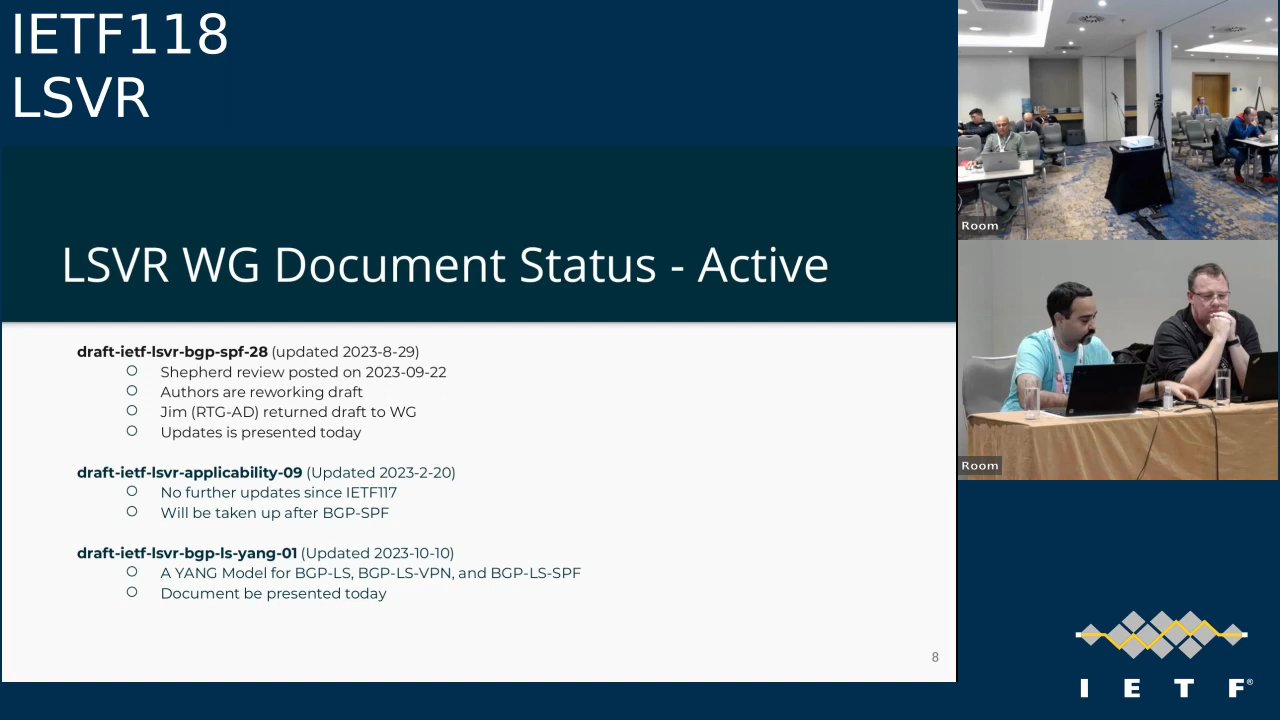 IETF118
LSVR
LSVR WG Document Status - Active
draft-ietf-lsvr-bgp-spf-28 (updated 2023-8-29)
Shepherd review posted on 2023-09-22
Authors are reworking draft
Jim (RTG-AD) returned draft to WG
Updates is presented today
draft-ietf-lsvr-applicability-09 (Updated 2023-2-20)
No further updates since IETF117
Will be taken up after BGP-SPF
draft-ietf-lsvr-bgp-ls-yang-01 (Updated 2023-10-10)
A YANG Model for BGP-LS, BGP-LS-VPN, and BGP-LS-SPF
Document be presented today
8
Room
Room
I E T F®